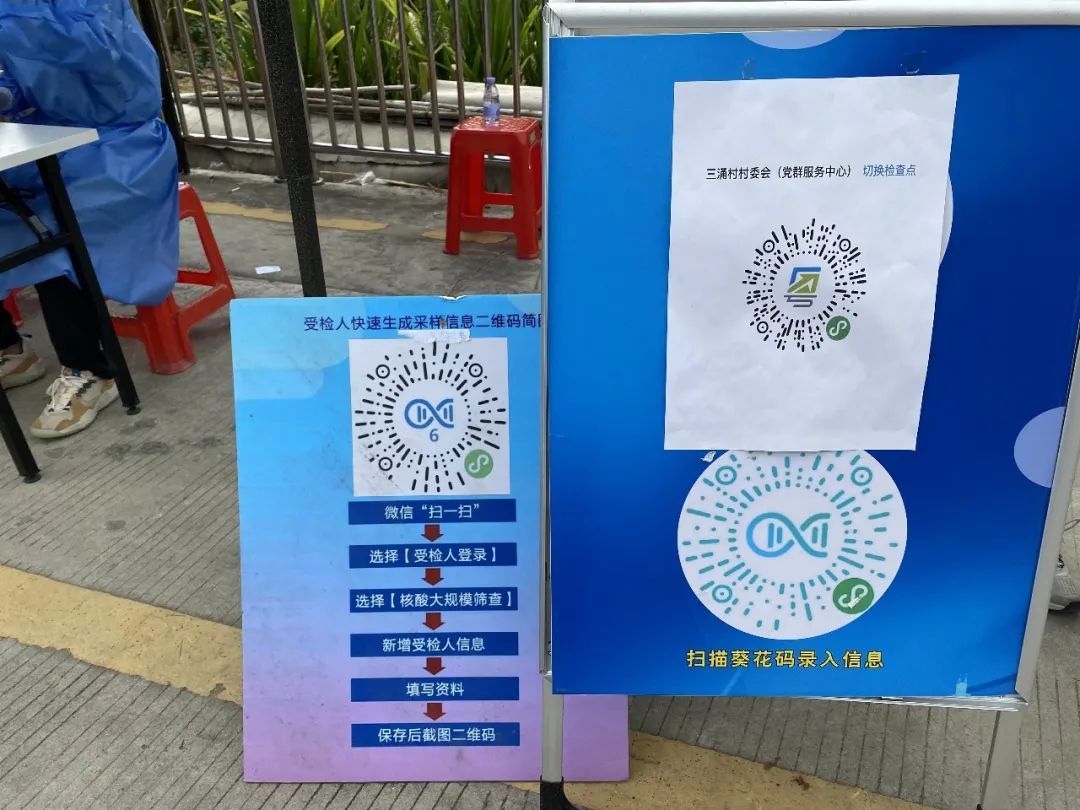 受检人快速生成采样信息二维码简
6
微信“扫一扫”
选择【受检人登录】
选择【核酸大规模筛查】
新增受检人信息
填写资料
保存后截图二维码
三涌村村委会（党群服务中心） 切换检查点
扫描葵花码录入信息